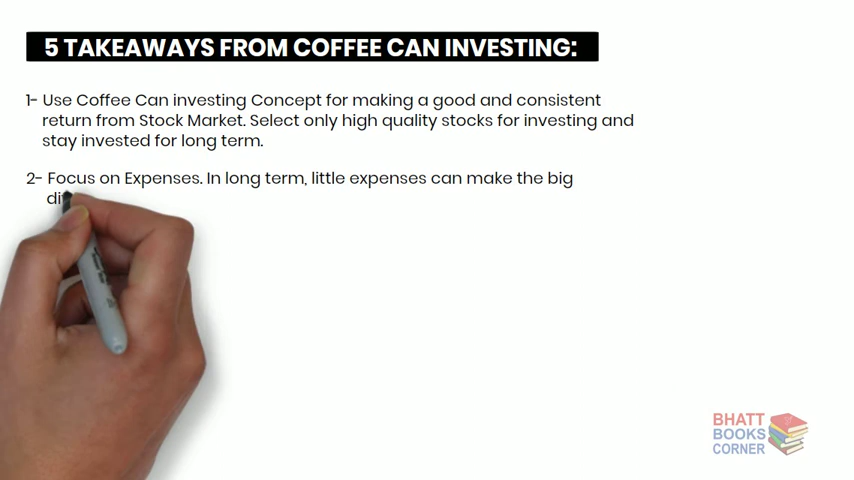 5 TAKEAWAYS FROM COFFEE CAN INVESTING:
1- Use Coffee Can investing Concept for making a good and consistent
return from Stock Market. Select only high quality stocks for investing and
stay invested for long term.
2- Focus on Expenses. In long term, little expenses can make the big
BHATT
BOOKS
CORNER